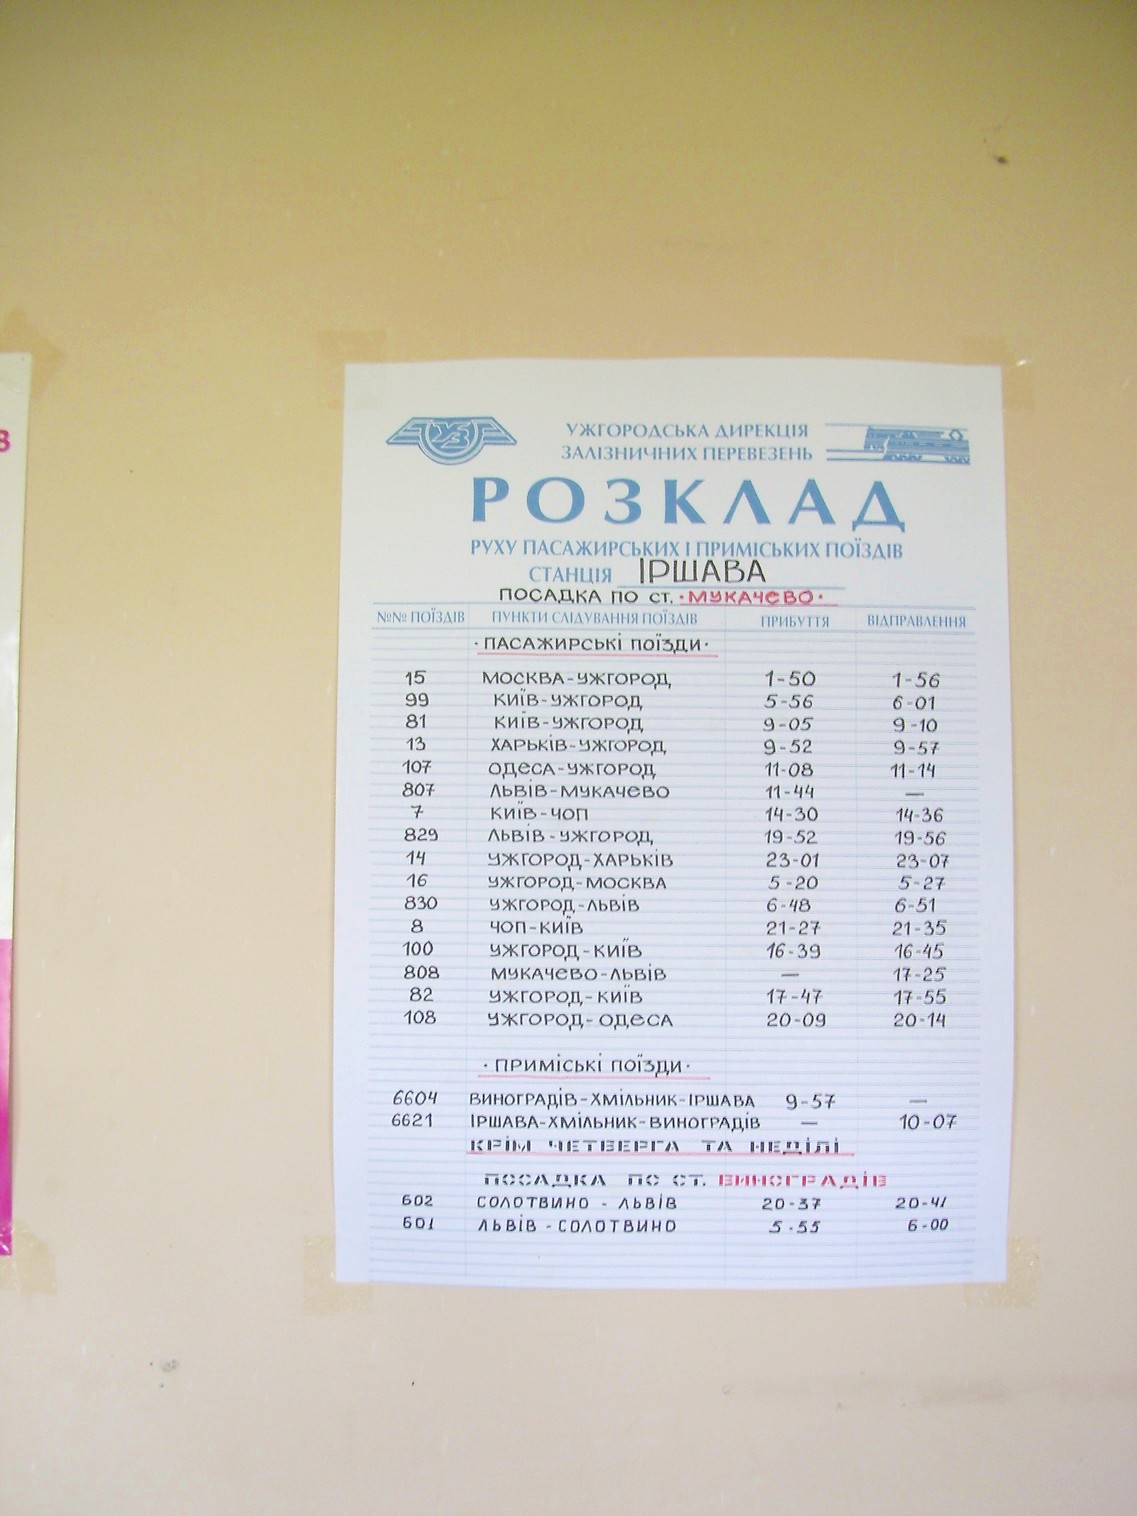 В
УЗ
УЖГОРОДСЬКА ДИРЕКЦІЯ
ЗАЛІЗНИЧНИХ ПЕРЕВЕЗЕНЬ
РОЗКЛАД
РУХУ ПАСАЖИРСЬКИХ І ПРИМІСЬКИХ ПОЇЗДІВ
СТАНЦІЯ ІРШАВА
ПОСАДКА ПО СТ. ·МУКАЧЕВО·
№№ ПОЇЗДІВ ПУНКТИ СЛІДУВАННЯ ПОЇЗДІВ ПРИБУТТЯ ВІДПРАВЛЕННЯ
·ПАСАЖИРСЬКІ ПОЇЗДИ·
15 МОСКВА-УЖГОРОД 1-50 1-56
99 КИЇВ-УЖГОРОД 5-56 6-01
81 КИЇВ-УЖГОРОД 9-05 9-10
13 ХАРЬКІВ-УЖГОРОД 9-52 9-57
107 ОДЕСА-УЖГОРОД 11-08 11-14
807 ЛЬВІВ-МУКАЧЕВО 11-44 —
7 КИЇВ-ЧОП 14-30 14-36
829 ЛЬВІВ-УЖГОРОД 19-52 19-56
14 УЖГОРОД-ХАРЬКІВ 23-01 23-07
16 УЖГОРОД-МОСКВА 5-20 5-27
830 УЖГОРОД-ЛЬВІВ 6-48 6-51
8 ЧОП-КИЇВ 21-27 21-35
100 УЖГОРОД-КИЇВ 16-39 16-45
808 МУКАЧЕВО-ЛЬВІВ — 17-25
82 УЖГОРОД-КИЇВ 17-47 17-55
108 УЖГОРОД-ОДЕСА 20-09 20-14
·ПРИМІСЬКІ ПОЇЗДИ·
6604 ВИНОГРАДІВ-ХМІЛЬНИК-ІРШАВА 9-57 —
6621 ІРШАВА-ХМІЛЬНИК-ВИНОГРАДІВ — 10-07
КРІМ ЧЕТВЕРГА ТА НЕДІЛІ
ПОСАДКА ПО СТ. ВИНОГРАДІВ
602 СОЛОТВИНО - ЛЬВІВ 20-37 20-41
601 ЛЬВІВ - СОЛОТВИНО 5-55 6-00